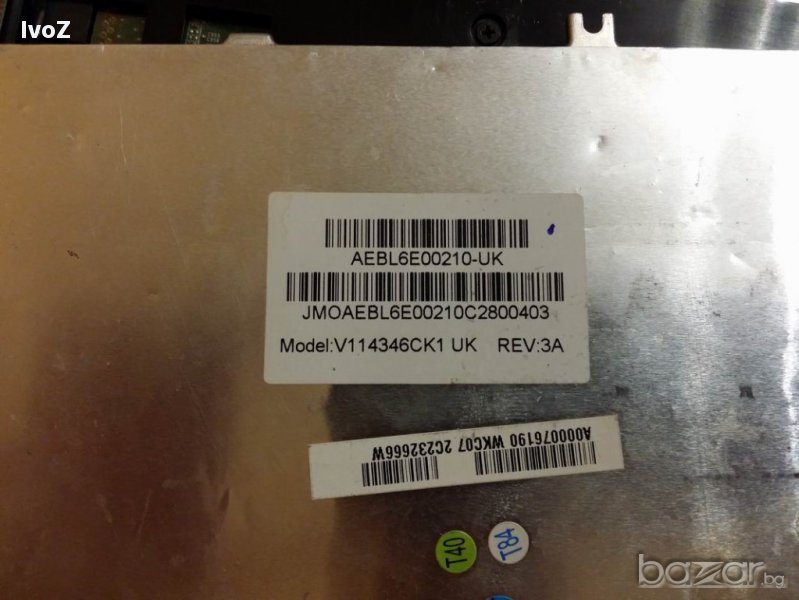 IvoZ
AEBL6E00210-UK
JMOAEBL6E00210C2800403
Model:V114346CK1 UK REV:3A
A000076190 WKC07 2C232666W
T40
T84
bazar.bg